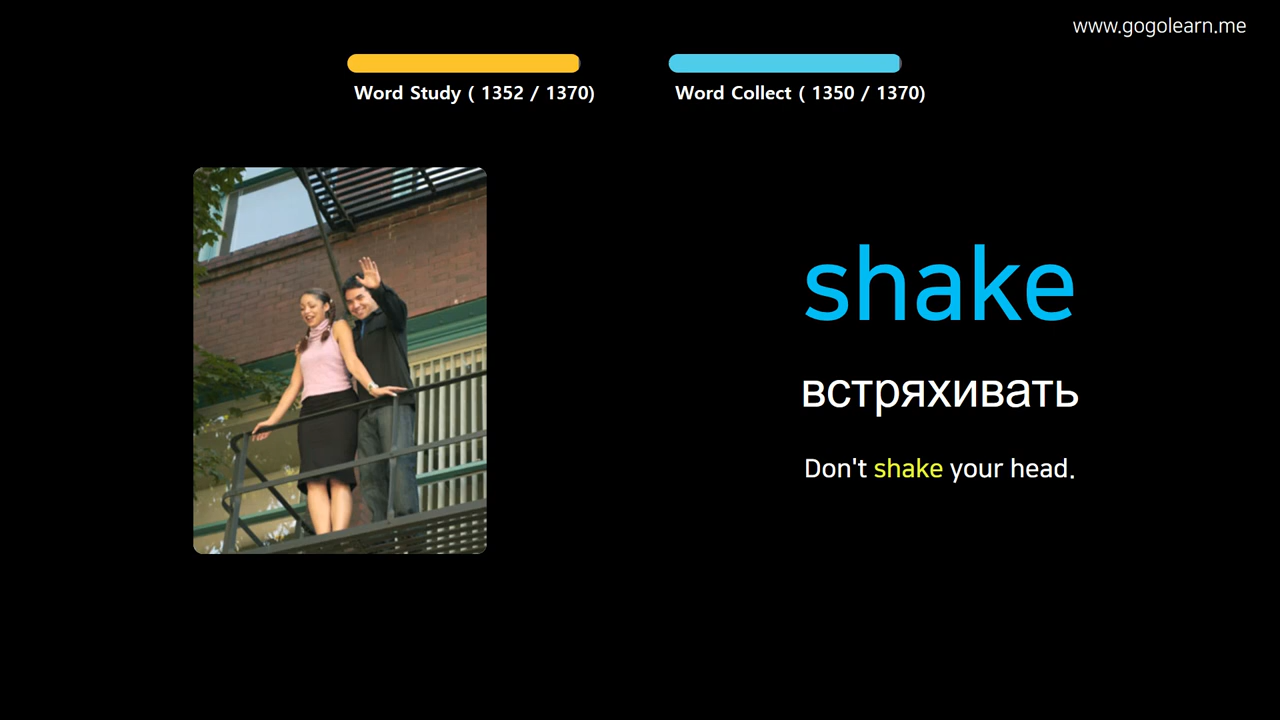 www.gogolearn.me
Word Study ( 1352 / 1370)
Word Collect ( 1350 / 1370)
shake
встряхивать
Don't shake your head.